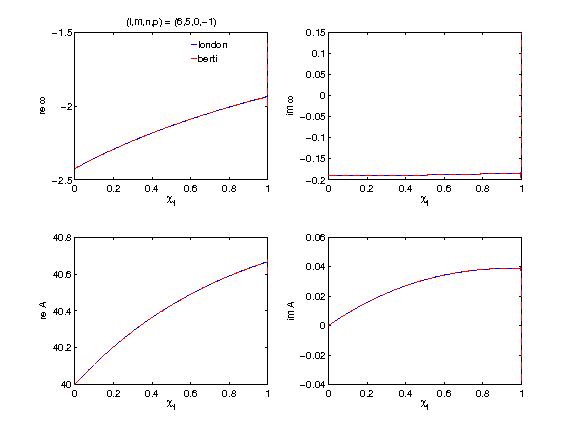 (l,m,n,p) = (6,5,0,−1)
−1.5
−2
−2.5
re ω
0 0.2 0.4 0.6 0.8 1
χf
london
berti
0.15
0.1
0.05
0
−0.05
−0.1
−0.15
−0.2
im ω
0 0.2 0.4 0.6 0.8 1
χf
40.8
40.6
40.4
40.2
40
re A
0 0.2 0.4 0.6 0.8 1
χf
0.06
0.04
0.02
0
−0.02
−0.04
im A
0 0.2 0.4 0.6 0.8 1
χf